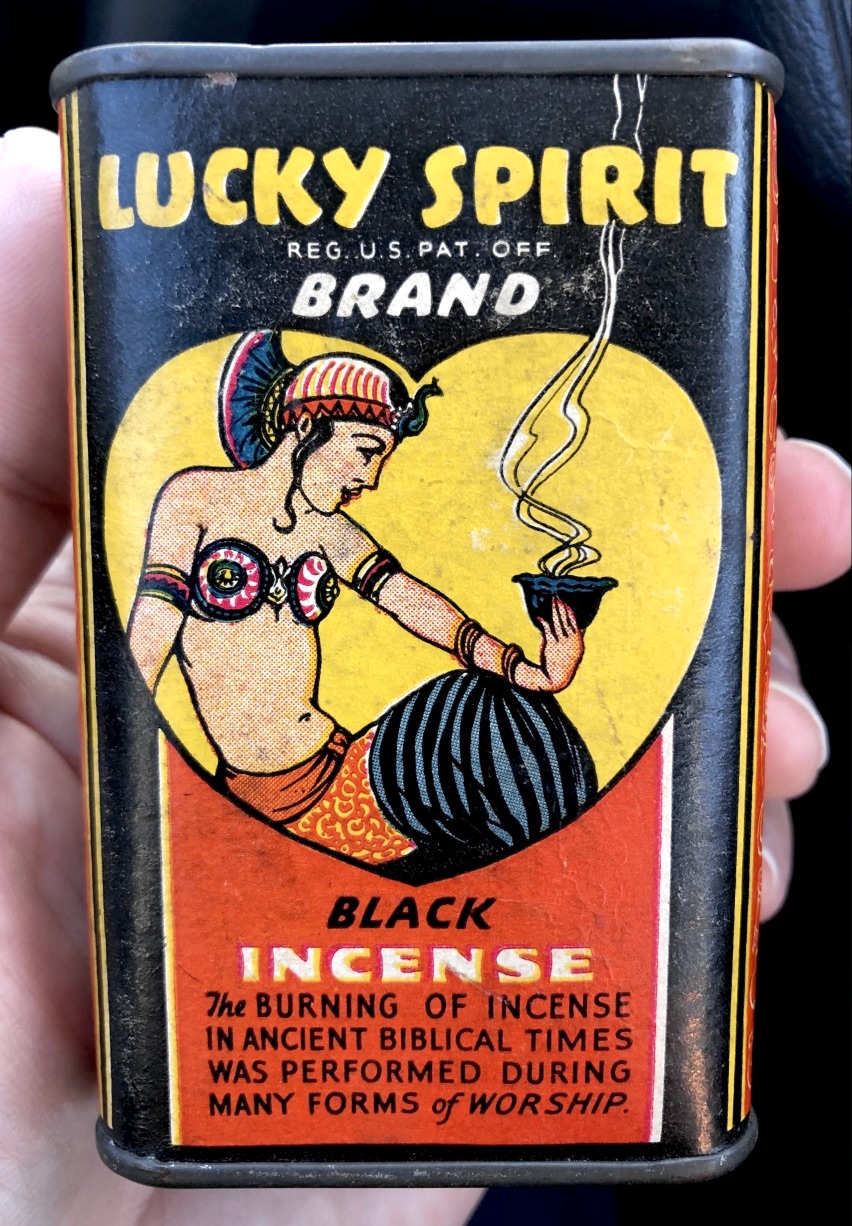 LUCKY SPIRIT
REG. U.S. PAT. OFF.
BRAND
BLACK
INCENSE
The BURNING OF INCENSE
IN ANCIENT BIBLICAL TIMES
WAS PERFORMED DURING
MANY FORMS of WORSHIP.